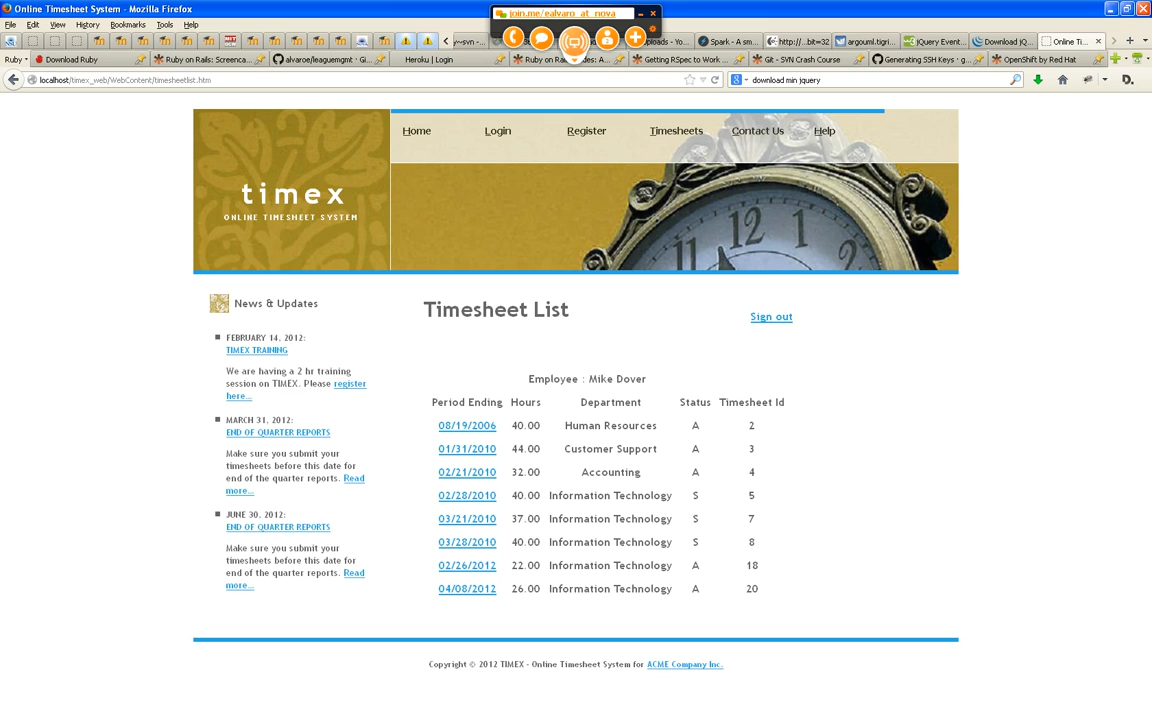 Online Timesheet System - Mozilla Firefox
join.me/ealvaro_at_nova
File Edit View History Bookmarks Tools Help
Spark - A sm...
http://...bit=32
argouml.tigri...
jQuery Event...
Download jQ...
Online Ti...
Ruby
Download Ruby
Ruby on Rails: Screenca...
alvaroe/leaguemgmt · Gi...
Heroku | Login
Getting RSpec to Work ...
Git - SVN Crash Course
Generating SSH Keys · g...
OpenShift by Red Hat
localhost/timex_web/WebContent/timesheetlist.htm
download min jquery
Home Login Register Timesheets Contact Us Help
timex
ONLINE TIMESHEET SYSTEM
12 1 2 11
News & Updates
FEBRUARY 14, 2012:
TIMEX TRAINING
We are having a 2 hr training
session on TIMEX. Please register
here...
MARCH 31, 2012:
END OF QUARTER REPORTS
Make sure you submit your
timesheets before this date for
end of the quarter reports. Read
more...
JUNE 30, 2012:
END OF QUARTER REPORTS
Make sure you submit your
timesheets before this date for
end of the quarter reports. Read
more...
Timesheet List
Sign out
Employee : Mike Dover
Period Ending Hours Department Status Timesheet Id
08/19/2006 40.00 Human Resources A 2
01/31/2010 44.00 Customer Support A 3
02/21/2010 32.00 Accounting A 4
02/28/2010 40.00 Information Technology S 5
03/21/2010 37.00 Information Technology S 7
03/28/2010 40.00 Information Technology S 8
02/26/2012 22.00 Information Technology A 18
04/08/2012 26.00 Information Technology A 20
Copyright © 2012 TIMEX - Online Timesheet System for ACME Company Inc.